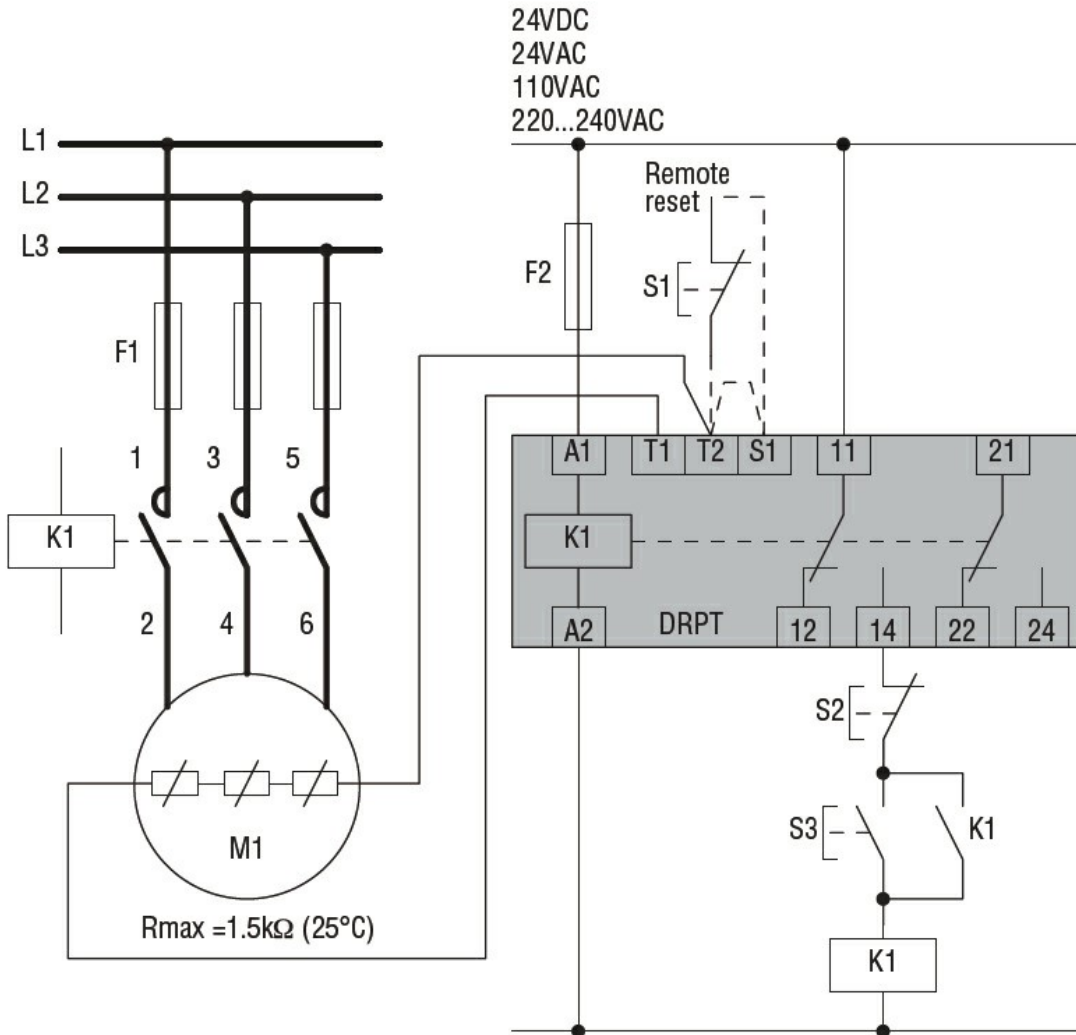 24VDC
24VAC
110VAC
220...240VAC
L1
L2
L3
Remote
reset
F2
S1
F1
1 3 5
A1 T1 T2 S1 11 21
K1
K1
2 4 6
A2 DRPT 12 14 22 24
S2
S3 K1
M1
Rmax =1.5kΩ (25°C)
K1